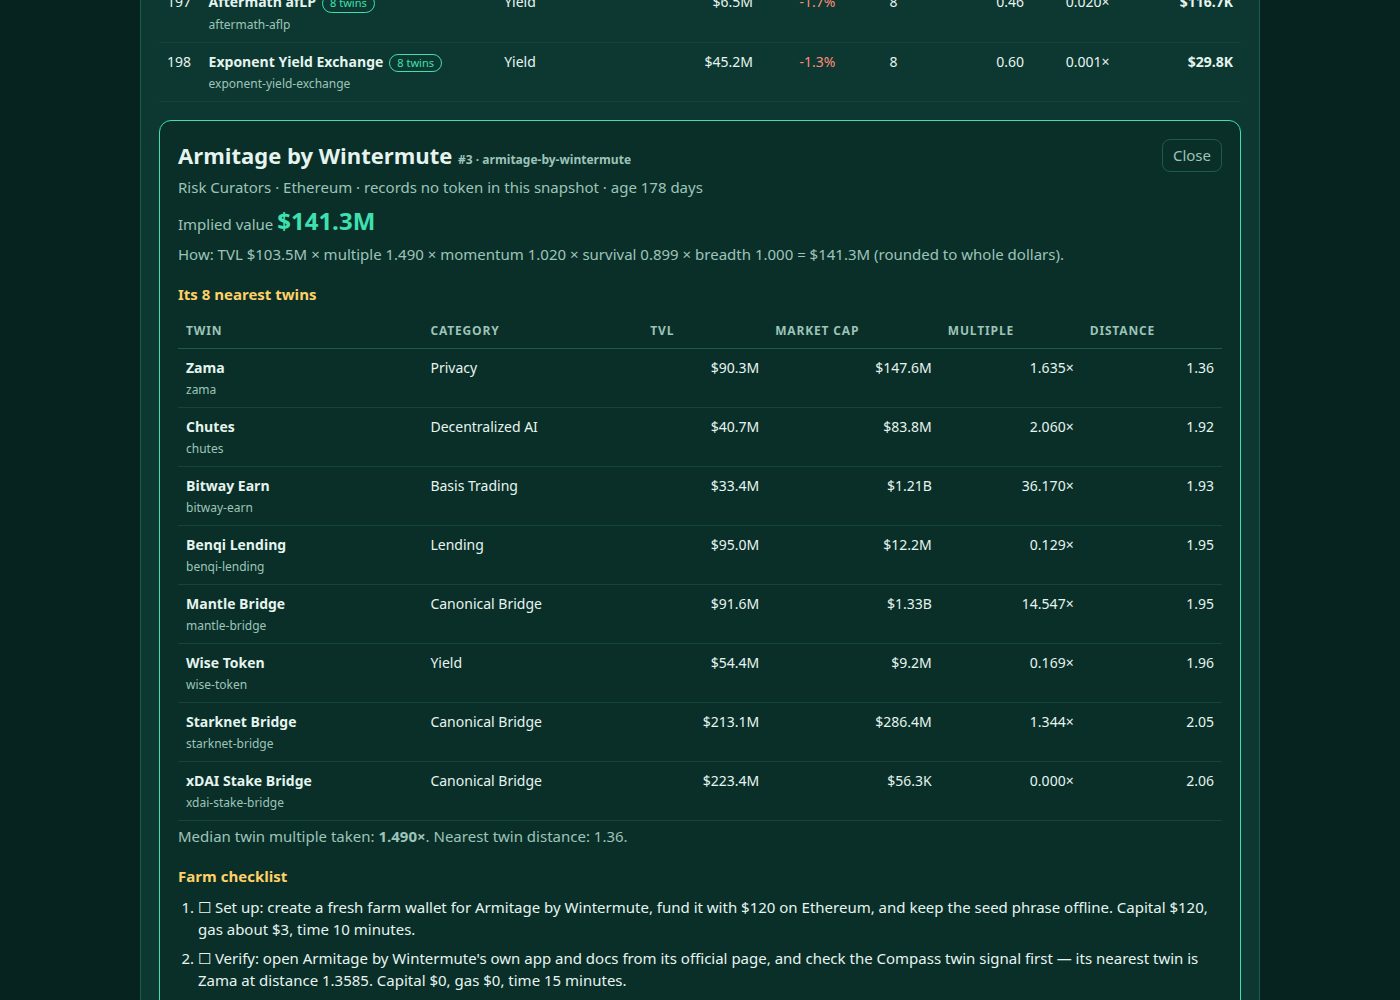 197 Aftermath afLP 8 twins Yield $6.5M -1.7% 8 0.46 0.020× $116.7K
aftermath-aflp
198 Exponent Yield Exchange 8 twins Yield $45.2M -1.3% 8 0.60 0.001× $29.8K
exponent-yield-exchange
Armitage by Wintermute #3 · armitage-by-wintermute Close
Risk Curators · Ethereum · records no token in this snapshot · age 178 days
Implied value $141.3M
How: TVL $103.5M × multiple 1.490 × momentum 1.020 × survival 0.899 × breadth 1.000 = $141.3M (rounded to whole dollars).
Its 8 nearest twins
TWIN CATEGORY TVL MARKET CAP MULTIPLE DISTANCE
Zama Privacy $90.3M $147.6M 1.635× 1.36
zama
Chutes Decentralized AI $40.7M $83.8M 2.060× 1.92
chutes
Bitway Earn Basis Trading $33.4M $1.21B 36.170× 1.93
bitway-earn
Benqi Lending Lending $95.0M $12.2M 0.129× 1.95
benqi-lending
Mantle Bridge Canonical Bridge $91.6M $1.33B 14.547× 1.95
mantle-bridge
Wise Token Yield $54.4M $9.2M 0.169× 1.96
wise-token
Starknet Bridge Canonical Bridge $213.1M $286.4M 1.344× 2.05
starknet-bridge
xDAI Stake Bridge Canonical Bridge $223.4M $56.3K 0.000× 2.06
xdai-stake-bridge
Median twin multiple taken: 1.490×. Nearest twin distance: 1.36.
Farm checklist
1. ☐ Set up: create a fresh farm wallet for Armitage by Wintermute, fund it with $120 on Ethereum, and keep the seed phrase offline. Capital $120,
gas about $3, time 10 minutes.
2. ☐ Verify: open Armitage by Wintermute's own app and docs from its official page, and check the Compass twin signal first — its nearest twin is
Zama at distance 1.3585. Capital $0, gas $0, time 15 minutes.